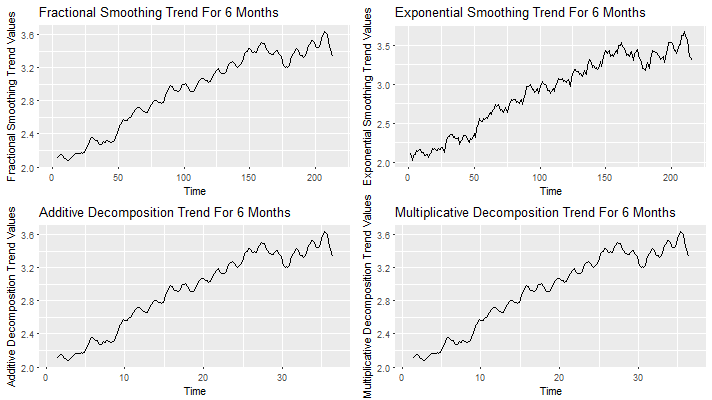 Fractional Smoothing Trend For 6 Months
Fractional Smoothing Trend Values
3.6
3.2
2.8
2.4
2.0
0 50 100 150 200
Time
Exponential Smoothing Trend For 6 Months
Exponential Smoothing Trend Values
3.5
3.0
2.5
2.0
0 50 100 150 200
Time
Additive Decomposition Trend For 6 Months
Additive Decomposition Trend Values
3.6
3.2
2.8
2.4
2.0
0 10 20 30
Time
Multiplicative Decomposition Trend For 6 Months
Multiplicative Decomposition Trend Values
3.6
3.2
2.8
2.4
2.0
0 10 20 30
Time